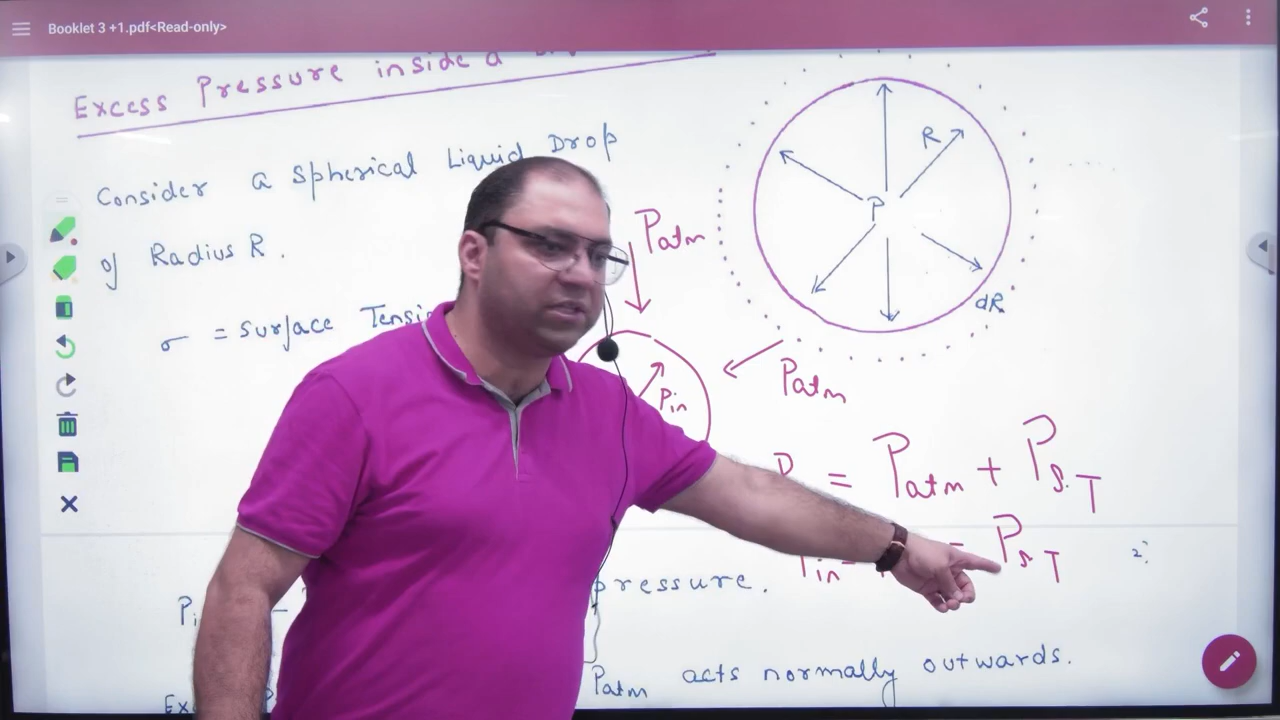 Booklet 3 +1.pdf<Read-only>
Excess Pressure inside a
Consider a Spherical Liquid Drop
of Radius R.
σ = Surface
R
P
dR
Patm
Pin
Patm
= Patm + PS.T
PS.T
pressure.
Patm acts normally outwards.